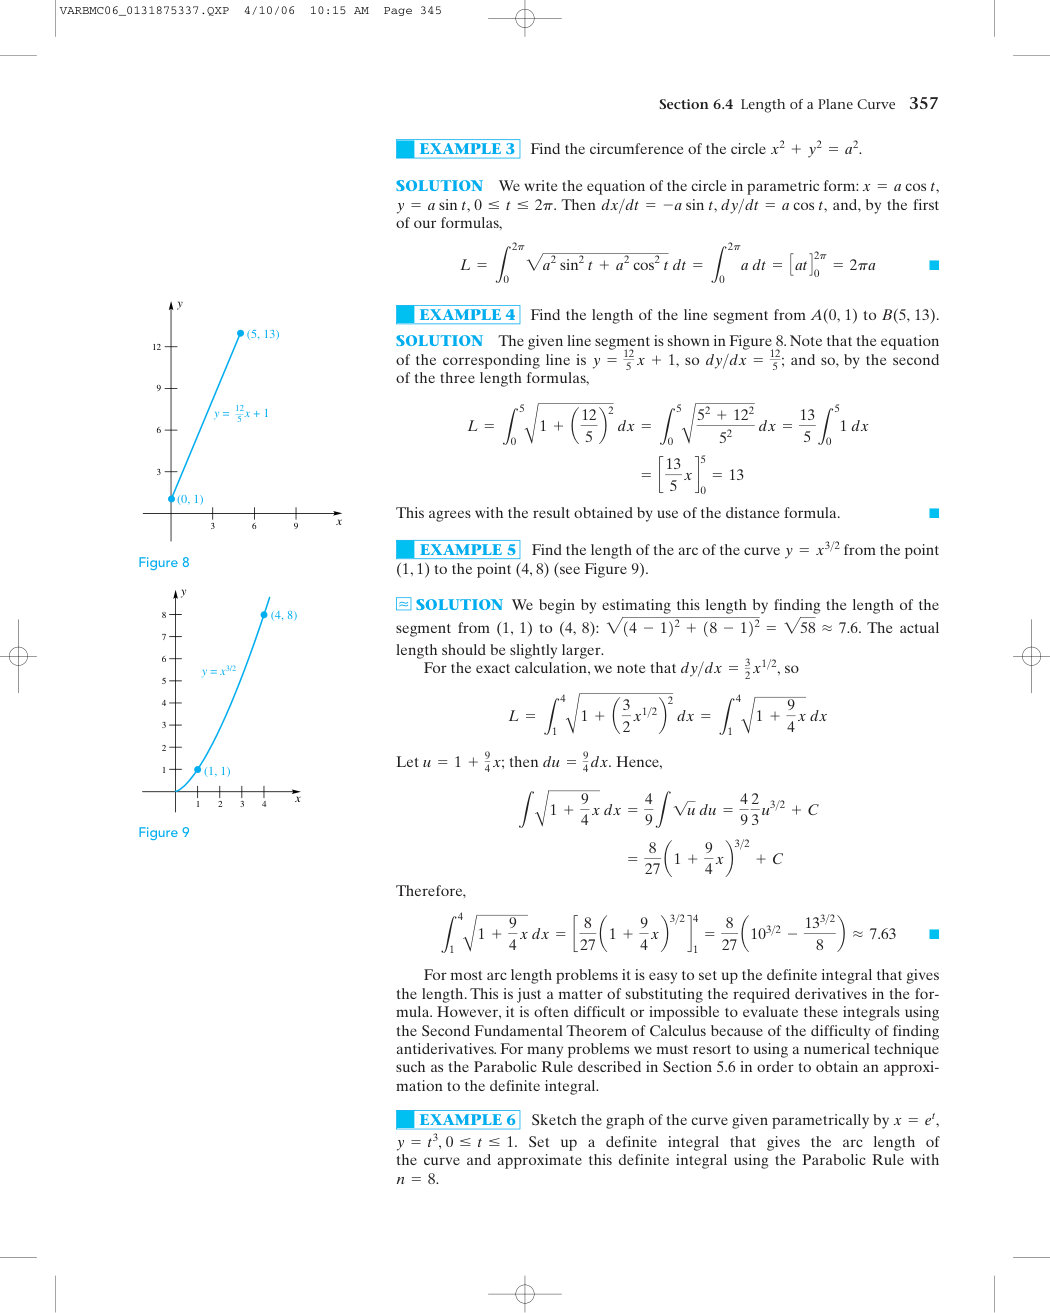 VARBMC06_0131875337.QXP 4/10/06 10:15 AM Page 345
Section 6.4 Length of a Plane Curve 357
EXAMPLE 3 Find the circumference of the circle x² + y² = a².
SOLUTION We write the equation of the circle in parametric form: x = a cos t,
y = a sin t, 0 ≤ t ≤ 2π. Then dx/dt = −a sin t, dy/dt = a cos t, and, by the first
of our formulas,
L = ∫₀^{2π} √(a² sin² t + a² cos² t) dt = ∫₀^{2π} a dt = [at]₀^{2π} = 2πa
EXAMPLE 4 Find the length of the line segment from A(0, 1) to B(5, 13).
SOLUTION The given line segment is shown in Figure 8. Note that the equation
of the corresponding line is y = 12/5 x + 1, so dy/dx = 12/5; and so, by the second
of the three length formulas,
L = ∫₀⁵ √(1 + (12/5)²) dx = ∫₀⁵ √((5² + 12²)/5²) dx = 13/5 ∫₀⁵ 1 dx
= [13/5 x]₀⁵ = 13
This agrees with the result obtained by use of the distance formula.
y
(5, 13)
12
9
y = 12/5 x + 1
6
3
(0, 1)
3 6 9 x
Figure 8
EXAMPLE 5 Find the length of the arc of the curve y = x^{3/2} from the point
(1, 1) to the point (4, 8) (see Figure 9).
≈ SOLUTION We begin by estimating this length by finding the length of the
segment from (1, 1) to (4, 8): √((4 − 1)² + (8 − 1)²) = √58 ≈ 7.6. The actual
length should be slightly larger.
For the exact calculation, we note that dy/dx = 3/2 x^{1/2}, so
L = ∫₁⁴ √(1 + (3/2 x^{1/2})²) dx = ∫₁⁴ √(1 + 9/4 x) dx
Let u = 1 + 9/4 x; then du = 9/4 dx. Hence,
∫ √(1 + 9/4 x) dx = 4/9 ∫ √u du = 4/9 2/3 u^{3/2} + C
= 8/27 (1 + 9/4 x)^{3/2} + C
y
8
(4, 8)
7
6
y = x^{3/2}
5
4
3
2
1
(1, 1)
1 2 3 4 x
Figure 9
Therefore,
∫₁⁴ √(1 + 9/4 x) dx = [8/27 (1 + 9/4 x)^{3/2}]₁⁴ = 8/27 (10^{3/2} − 13^{3/2}/8) ≈ 7.63
For most arc length problems it is easy to set up the definite integral that gives
the length. This is just a matter of substituting the required derivatives in the for-
mula. However, it is often difficult or impossible to evaluate these integrals using
the Second Fundamental Theorem of Calculus because of the difficulty of finding
antiderivatives. For many problems we must resort to using a numerical technique
such as the Parabolic Rule described in Section 5.6 in order to obtain an approxi-
mation to the definite integral.
EXAMPLE 6 Sketch the graph of the curve given parametrically by x = e^t,
y = t³, 0 ≤ t ≤ 1. Set up a definite integral that gives the arc length of
the curve and approximate this definite integral using the Parabolic Rule with
n = 8.